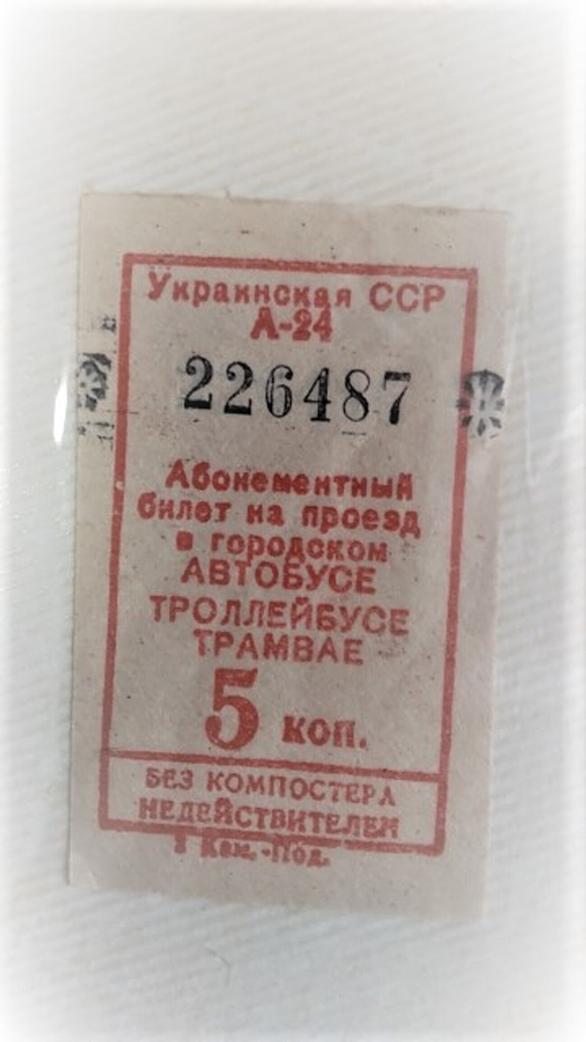 Украинская ССР
А-24
226487
Абонементный
билет на проезд
в городском
АВТОБУСЕ
ТРОЛЛЕЙБУСЕ
ТРАМВАЕ
5 коп.
БЕЗ КОМПОСТЕРА
НЕДЕЙСТВИТЕЛЕН
Кам.-Под.